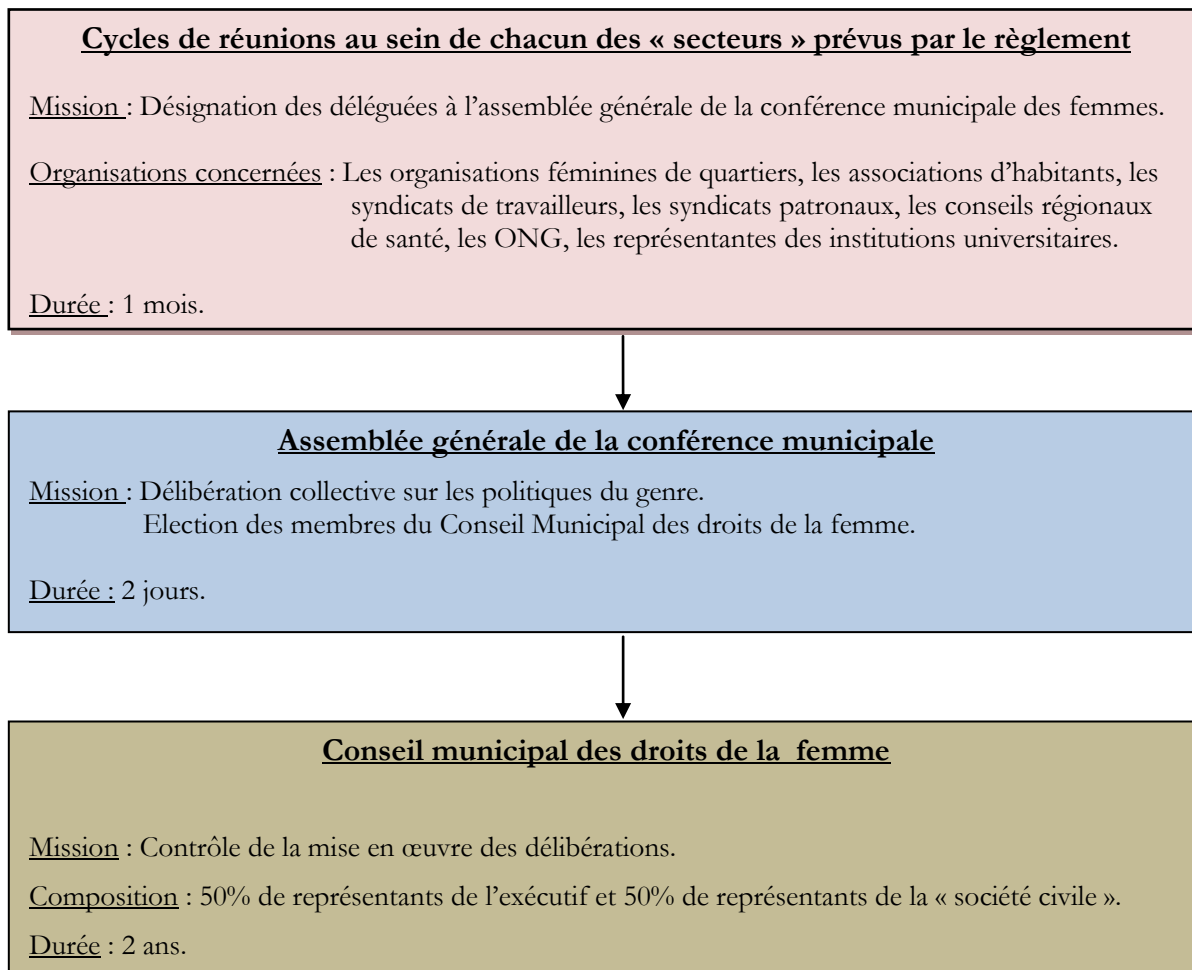 Cycles de réunions au sein de chacun des « secteurs » prévus par le règlement
Mission : Désignation des déléguées à l’assemblée générale de la conférence municipale des femmes.
Organisations concernées : Les organisations féminines de quartiers, les associations d’habitants, les
syndicats de travailleurs, les syndicats patronaux, les conseils régionaux
de santé, les ONG, les représentantes des institutions universitaires.
Durée : 1 mois.
Assemblée générale de la conférence municipale
Mission : Délibération collective sur les politiques du genre.
Election des membres du Conseil Municipal des droits de la femme.
Durée : 2 jours.
Conseil municipal des droits de la femme
Mission : Contrôle de la mise en œuvre des délibérations.
Composition : 50% de représentants de l’exécutif et 50% de représentants de la « société civile ».
Durée : 2 ans.